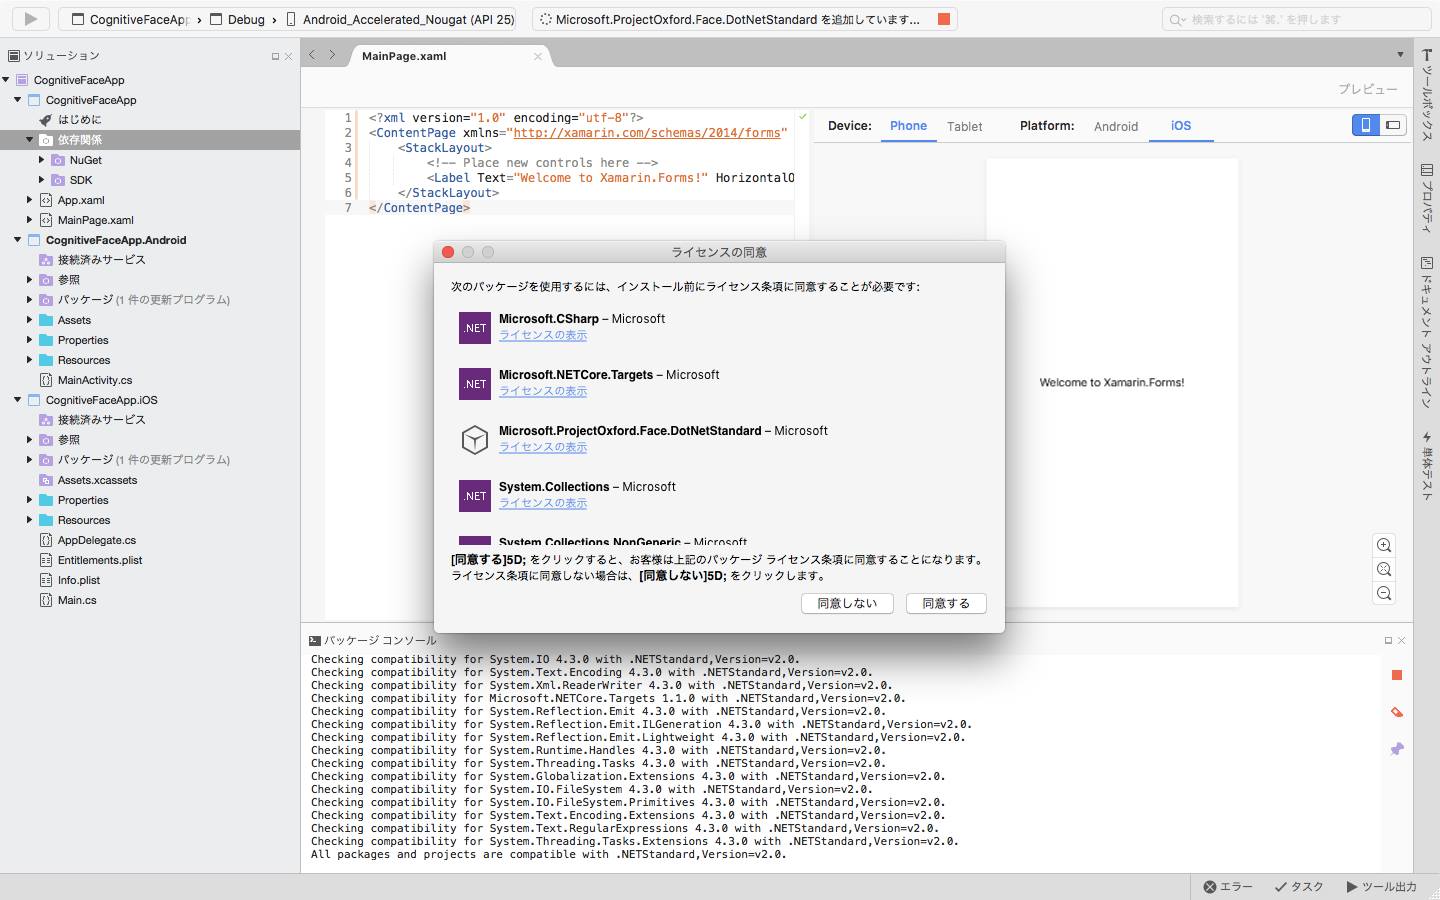 CognitiveFaceApp › Debug › Android_Accelerated_Nougat (API 25)
Microsoft.ProjectOxford.Face.DotNetStandard を追加しています...
検索するには '⌘.' を押します
ソリューション
CognitiveFaceApp
CognitiveFaceApp
はじめに
依存関係
NuGet
SDK
App.xaml
MainPage.xaml
CognitiveFaceApp.Android
接続済みサービス
参照
パッケージ (1 件の更新プログラム)
Assets
Properties
Resources
MainActivity.cs
CognitiveFaceApp.iOS
接続済みサービス
参照
パッケージ (1 件の更新プログラム)
Assets.xcassets
Properties
Resources
AppDelegate.cs
Entitlements.plist
Info.plist
Main.cs
MainPage.xaml
プレビュー
1 <?xml version="1.0" encoding="utf-8"?>
2 <ContentPage xmlns="http://xamarin.com/schemas/2014/forms"
3 <StackLayout>
4 <!-- Place new controls here -->
5 <Label Text="Welcome to Xamarin.Forms!" HorizontalO
6 </StackLayout>
7 </ContentPage>
Device: Phone Tablet Platform: Android iOS
Welcome to Xamarin.Forms!
ライセンスの同意
次のパッケージを使用するには、インストール前にライセンス条項に同意することが必要です:
.NET
Microsoft.CSharp – Microsoft
ライセンスの表示
.NET
Microsoft.NETCore.Targets – Microsoft
ライセンスの表示
Microsoft.ProjectOxford.Face.DotNetStandard – Microsoft
ライセンスの表示
.NET
System.Collections – Microsoft
ライセンスの表示
System.Collections.NonGeneric – Microsoft
[同意する]5D; をクリックすると、お客様は上記のパッケージ ライセンス条項に同意することになります。
ライセンス条項に同意しない場合は、[同意しない]5D; をクリックします。
同意しない 同意する
パッケージ コンソール
Checking compatibility for System.IO 4.3.0 with .NETStandard,Version=v2.0.
Checking compatibility for System.Text.Encoding 4.3.0 with .NETStandard,Version=v2.0.
Checking compatibility for System.Xml.ReaderWriter 4.3.0 with .NETStandard,Version=v2.0.
Checking compatibility for Microsoft.NETCore.Targets 1.1.0 with .NETStandard,Version=v2.0.
Checking compatibility for System.Reflection.Emit 4.3.0 with .NETStandard,Version=v2.0.
Checking compatibility for System.Reflection.Emit.ILGeneration 4.3.0 with .NETStandard,Version=v2.0.
Checking compatibility for System.Reflection.Emit.Lightweight 4.3.0 with .NETStandard,Version=v2.0.
Checking compatibility for System.Runtime.Handles 4.3.0 with .NETStandard,Version=v2.0.
Checking compatibility for System.Threading.Tasks 4.3.0 with .NETStandard,Version=v2.0.
Checking compatibility for System.Globalization.Extensions 4.3.0 with .NETStandard,Version=v2.0.
Checking compatibility for System.IO.FileSystem 4.3.0 with .NETStandard,Version=v2.0.
Checking compatibility for System.IO.FileSystem.Primitives 4.3.0 with .NETStandard,Version=v2.0.
Checking compatibility for System.Text.Encoding.Extensions 4.3.0 with .NETStandard,Version=v2.0.
Checking compatibility for System.Text.RegularExpressions 4.3.0 with .NETStandard,Version=v2.0.
Checking compatibility for System.Threading.Tasks.Extensions 4.3.0 with .NETStandard,Version=v2.0.
All packages and projects are compatible with .NETStandard,Version=v2.0.
ツールボックス
プロパティ
ドキュメント アウトライン
単体テスト
エラー タスク ツール出力